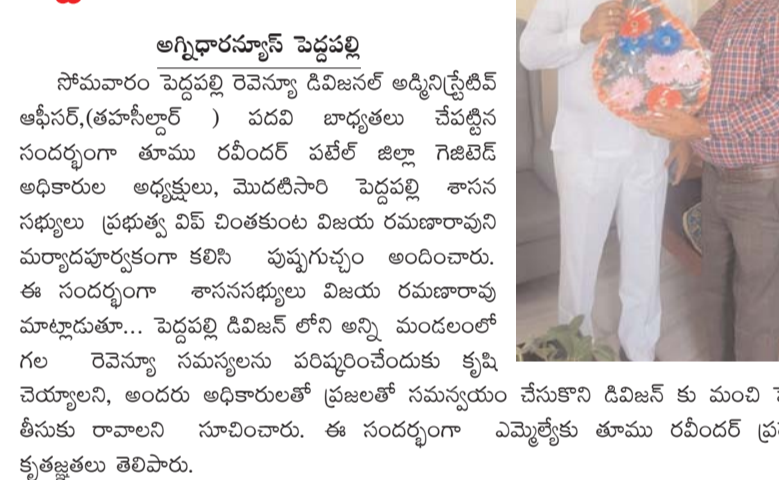 అగ్నిధారన్యూస్ పెద్దపల్లి
సోమవారం పెద్దపల్లి రెవెన్యూ డివిజనల్ అడ్మినిస్ట్రేటివ్
ఆఫీసర్,(తహసీల్దార్ ) పదవి బాధ్యతలు చేపట్టిన
సందర్భంగా తూము రవీందర్ పటేల్ జిల్లా గెజిటెడ్
అధికారుల అధ్యక్షులు, మొదటిసారి పెద్దపల్లి శాసన
సభ్యులు ప్రభుత్వ విప్ చింతకుంట విజయ రమణారావుని
మర్యాదపూర్వకంగా కలిసి పుష్పగుచ్ఛం అందించారు.
ఈ సందర్భంగా శాసనసభ్యులు విజయ రమణారావు
మాట్లాడుతూ... పెద్దపల్లి డివిజన్ లోని అన్ని మండలంలో
గల రెవెన్యూ సమస్యలను పరిష్కరించేందుకు కృషి
చెయ్యాలని, అందరు అధికారులతో ప్రజలతో సమన్వయం చేసుకొని డివిజన్ కు మంచి
తీసుకు రావాలని సూచించారు. ఈ సందర్భంగా ఎమ్మెల్యేకు తూము రవీందర్
కృతజ్ఞతలు తెలిపారు.